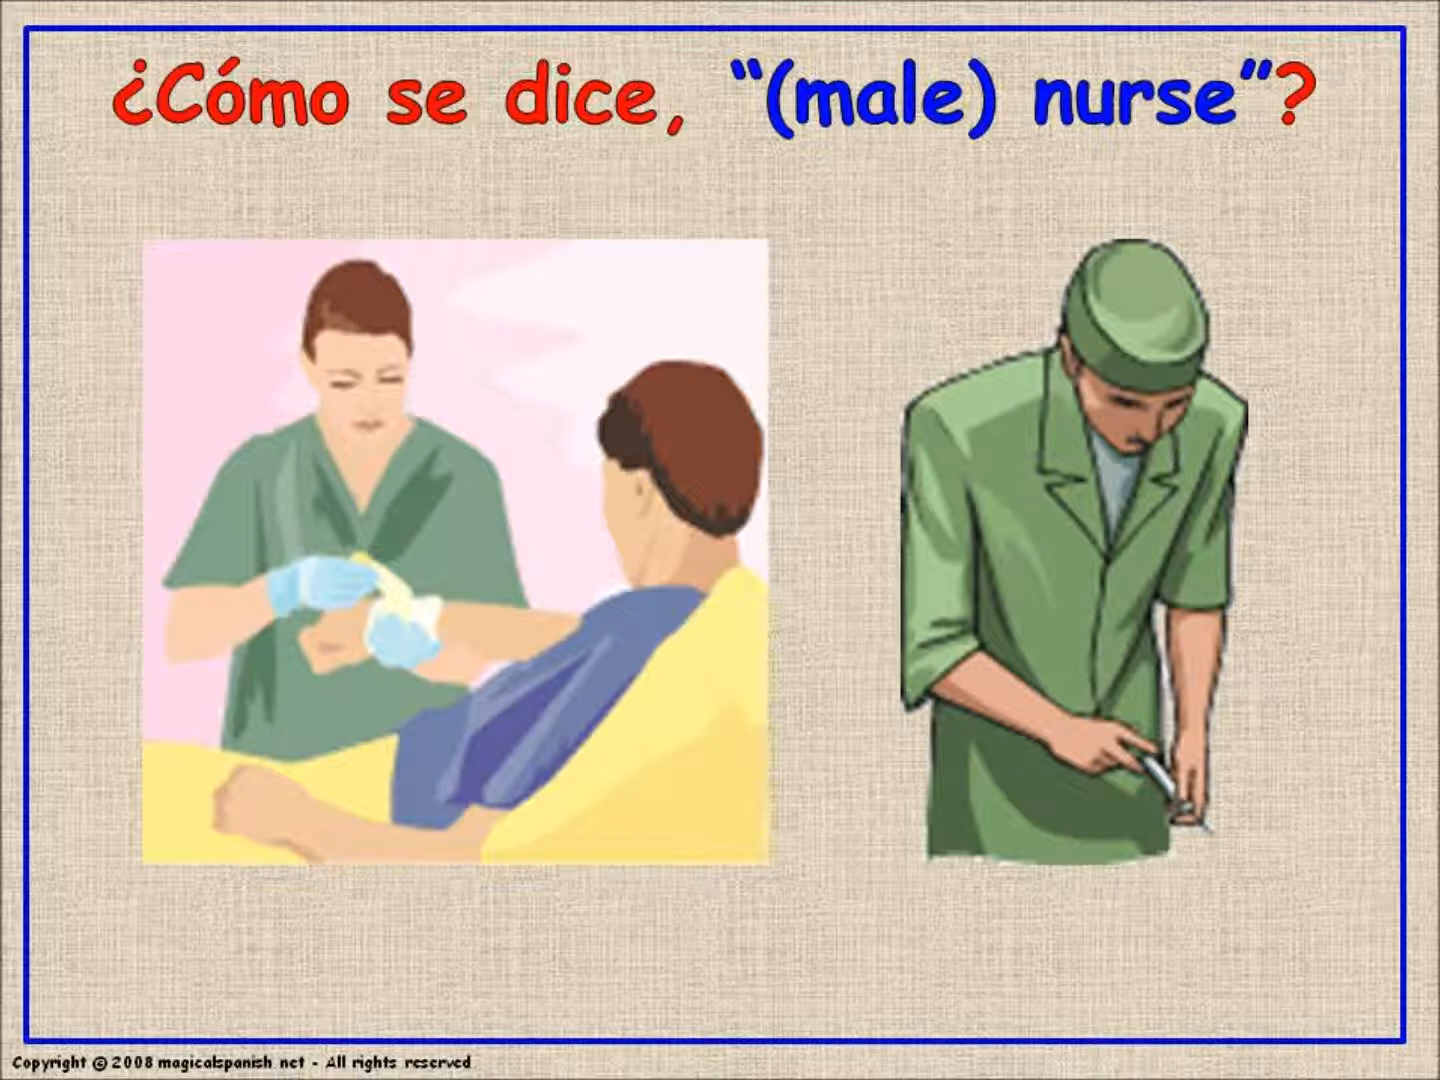 ¿Cómo se dice, “(male) nurse”?
Copyright © 2008 magicalspanish.net - All rights reserved